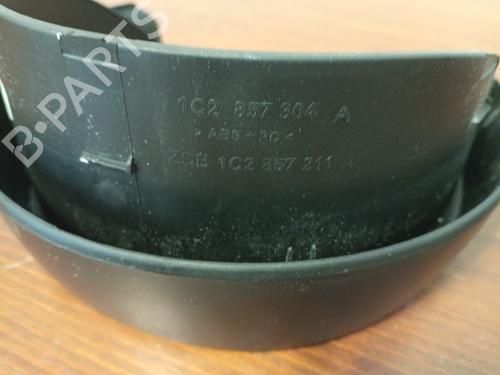 B-PARTS
1C2 857 304 A
>ABS+PC<
ZSB 1C2 857 211 A